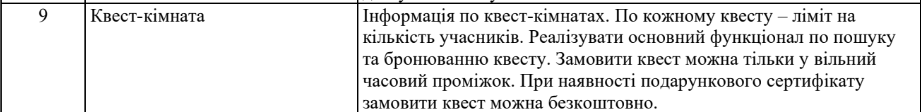 9 Квест-кімната Інформація по квест-кімнатах. По кожному квесту – ліміт на
кількість учасників. Реалізувати основний функціонал по пошуку
та бронюванню квесту. Замовити квест можна тільки у вільний
часовий проміжок. При наявності подарункового сертифікату
замовити квест можна безкоштовно.